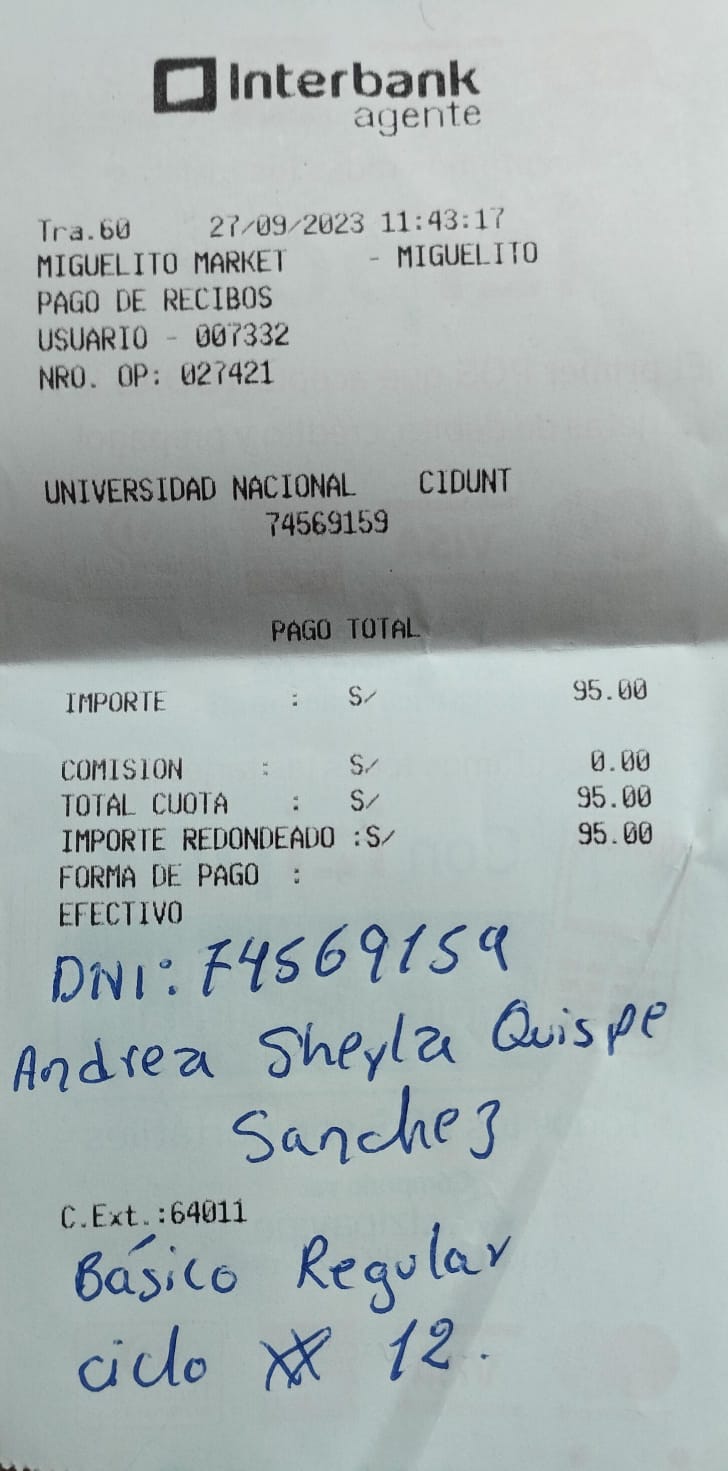 Interbank
agente
Tra.60 27/09/2023 11:43:17
MIGUELITO MARKET - MIGUELITO
PAGO DE RECIBOS
USUARIO - 007332
NRO. OP: 027421
UNIVERSIDAD NACIONAL CIDUNT
74569159
PAGO TOTAL
IMPORTE : S/ 95.00
COMISION : S/ 0.00
TOTAL CUOTA : S/ 95.00
IMPORTE REDONDEADO :S/ 95.00
FORMA DE PAGO :
EFECTIVO
DNI: 74569159
Andrea Sheyla Quispe
Sanchez
C.Ext.:64011
Básico Regular
ciclo 12.